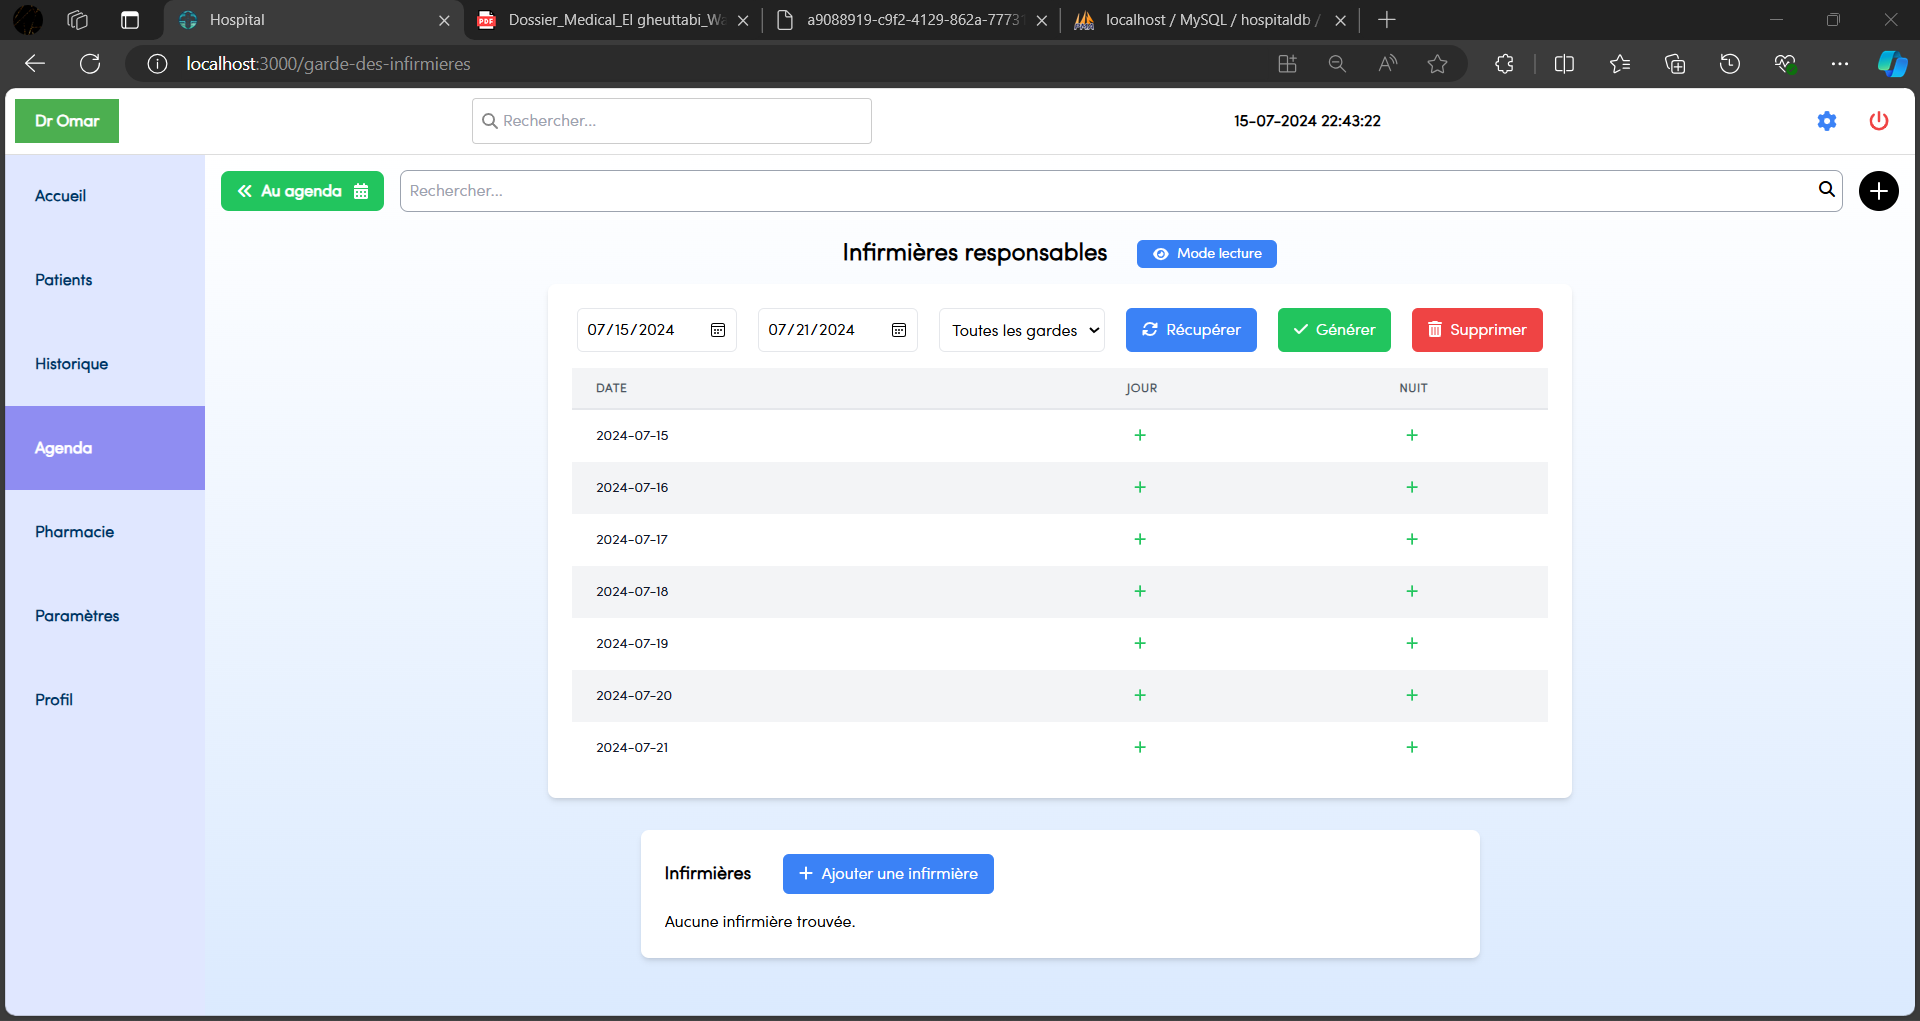 Hospital
Dossier_Medical_El gheuttabi_Wa
a9088919-c9f2-4129-862a-7773
localhost / MySQL / hospitaldb /
localhost:3000/garde-des-infirmieres
Dr Omar
Rechercher...
15-07-2024 22:43:22
Accueil
Patients
Historique
Agenda
Pharmacie
Paramètres
Profil
Au agenda
Rechercher...
Infirmières responsables
Mode lecture
07/15/2024
07/21/2024
Toutes les gardes
Récupérer
Générer
Supprimer
DATE JOUR NUIT
2024-07-15 + +
2024-07-16 + +
2024-07-17 + +
2024-07-18 + +
2024-07-19 + +
2024-07-20 + +
2024-07-21 + +
Infirmières
+ Ajouter une infirmière
Aucune infirmière trouvée.